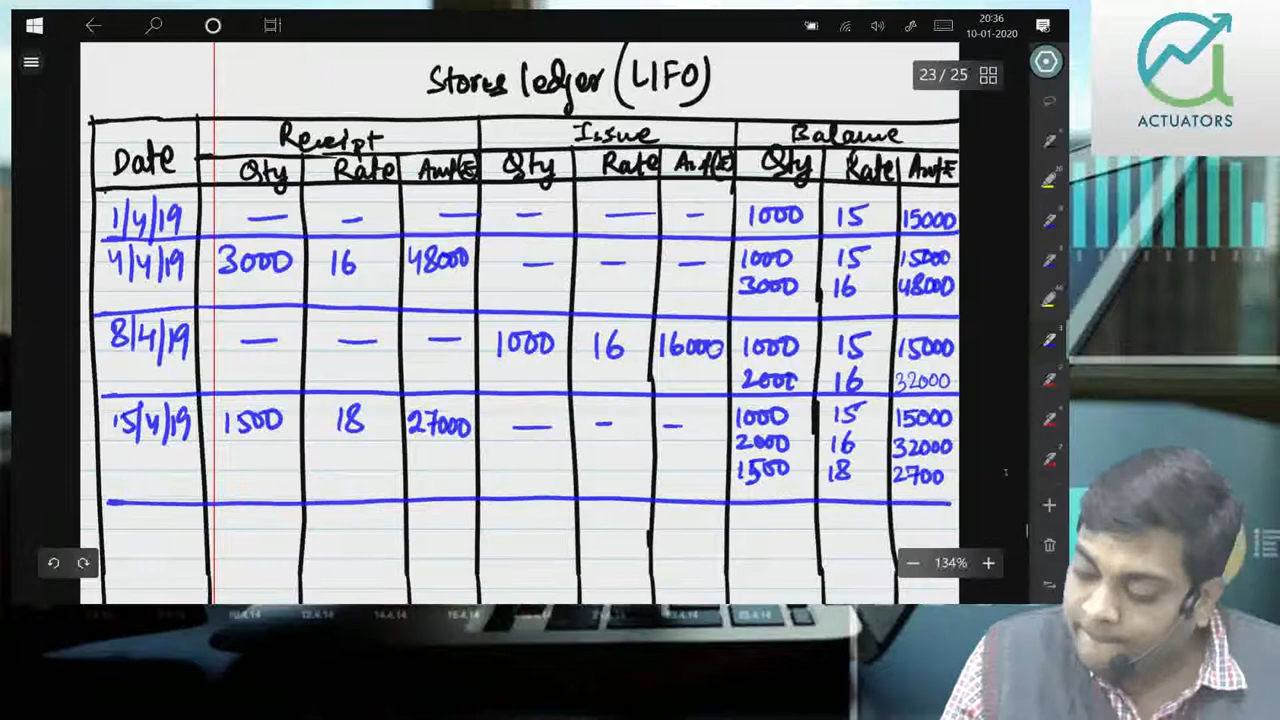 20:36
10-01-2020
Stores ledger (LIFO)
23 / 25
ACTUATORS
Date Receipt Issue Balance
Qty Rate Amt(₹) Qty Rate Amt(₹) Qty Rate Amt₹
1/4/19 — - — - — - 1000 15 15000
4/4/19 3000 16 48000 — — — 1000 15 15000
3000 16 48000
8/4/19 — — — 1000 16 16000 1000 15 15000
2000 16 32000
15/4/19 1500 18 27000 — - — 1000 15 15000
2000 16 32000
1500 18 2700
134%